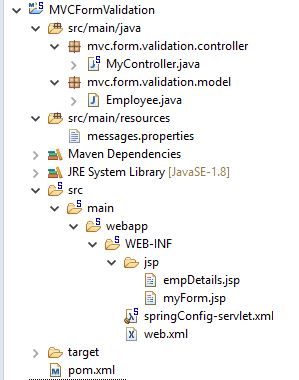 MVCFormValidation
src/main/java
mvc.form.validation.controller
MyController.java
mvc.form.validation.model
Employee.java
src/main/resources
messages.properties
Maven Dependencies
JRE System Library [JavaSE-1.8]
src
main
webapp
WEB-INF
jsp
empDetails.jsp
myForm.jsp
springConfig-servlet.xml
web.xml
target
pom.xml